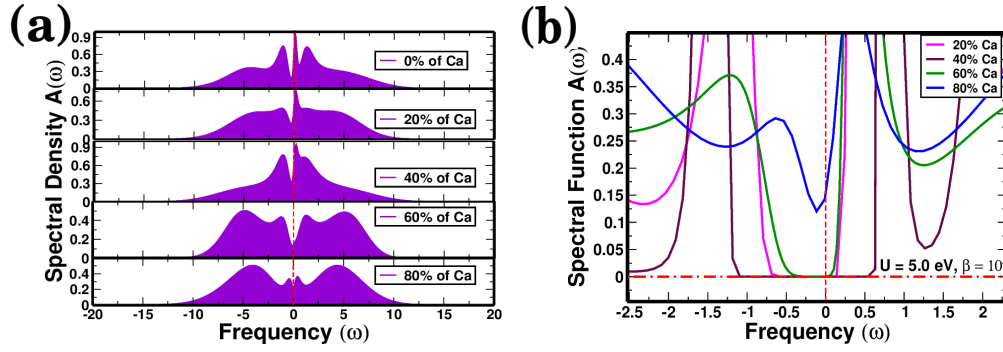 (a)
Spectral Density A(ω)
0.9
0.6
0.3
0
0% of Ca
0.6
0.3
0
20% of Ca
0.9
0.6
0.3
0
40% of Ca
0.4
0.2
0
60% of Ca
0.4
0.2
0
80% of Ca
-20 -15 -10 -5 0 5 10 15 20
Frequency (ω)
(b)
Spectral Function A(ω)
0.4
0.35
0.3
0.25
0.2
0.15
0.1
0.05
0
20% Ca
40% Ca
60% Ca
80% Ca
U = 5.0 eV, β = 10
-2.5 -2 -1.5 -1 -0.5 0 0.5 1 1.5 2
Frequency (ω)